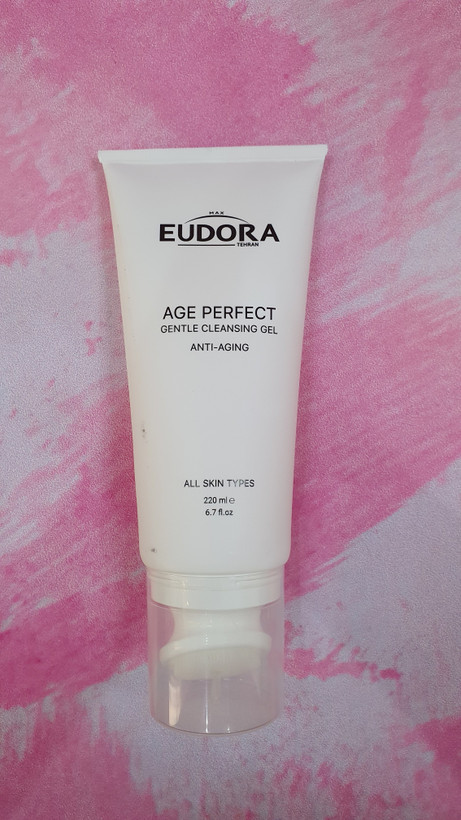 MAX
EUDORA
TEHRAN
AGE PERFECT
GENTLE CLEANSING GEL
ANTI-AGING
ALL SKIN TYPES
220 ml e
6.7 fl.oz